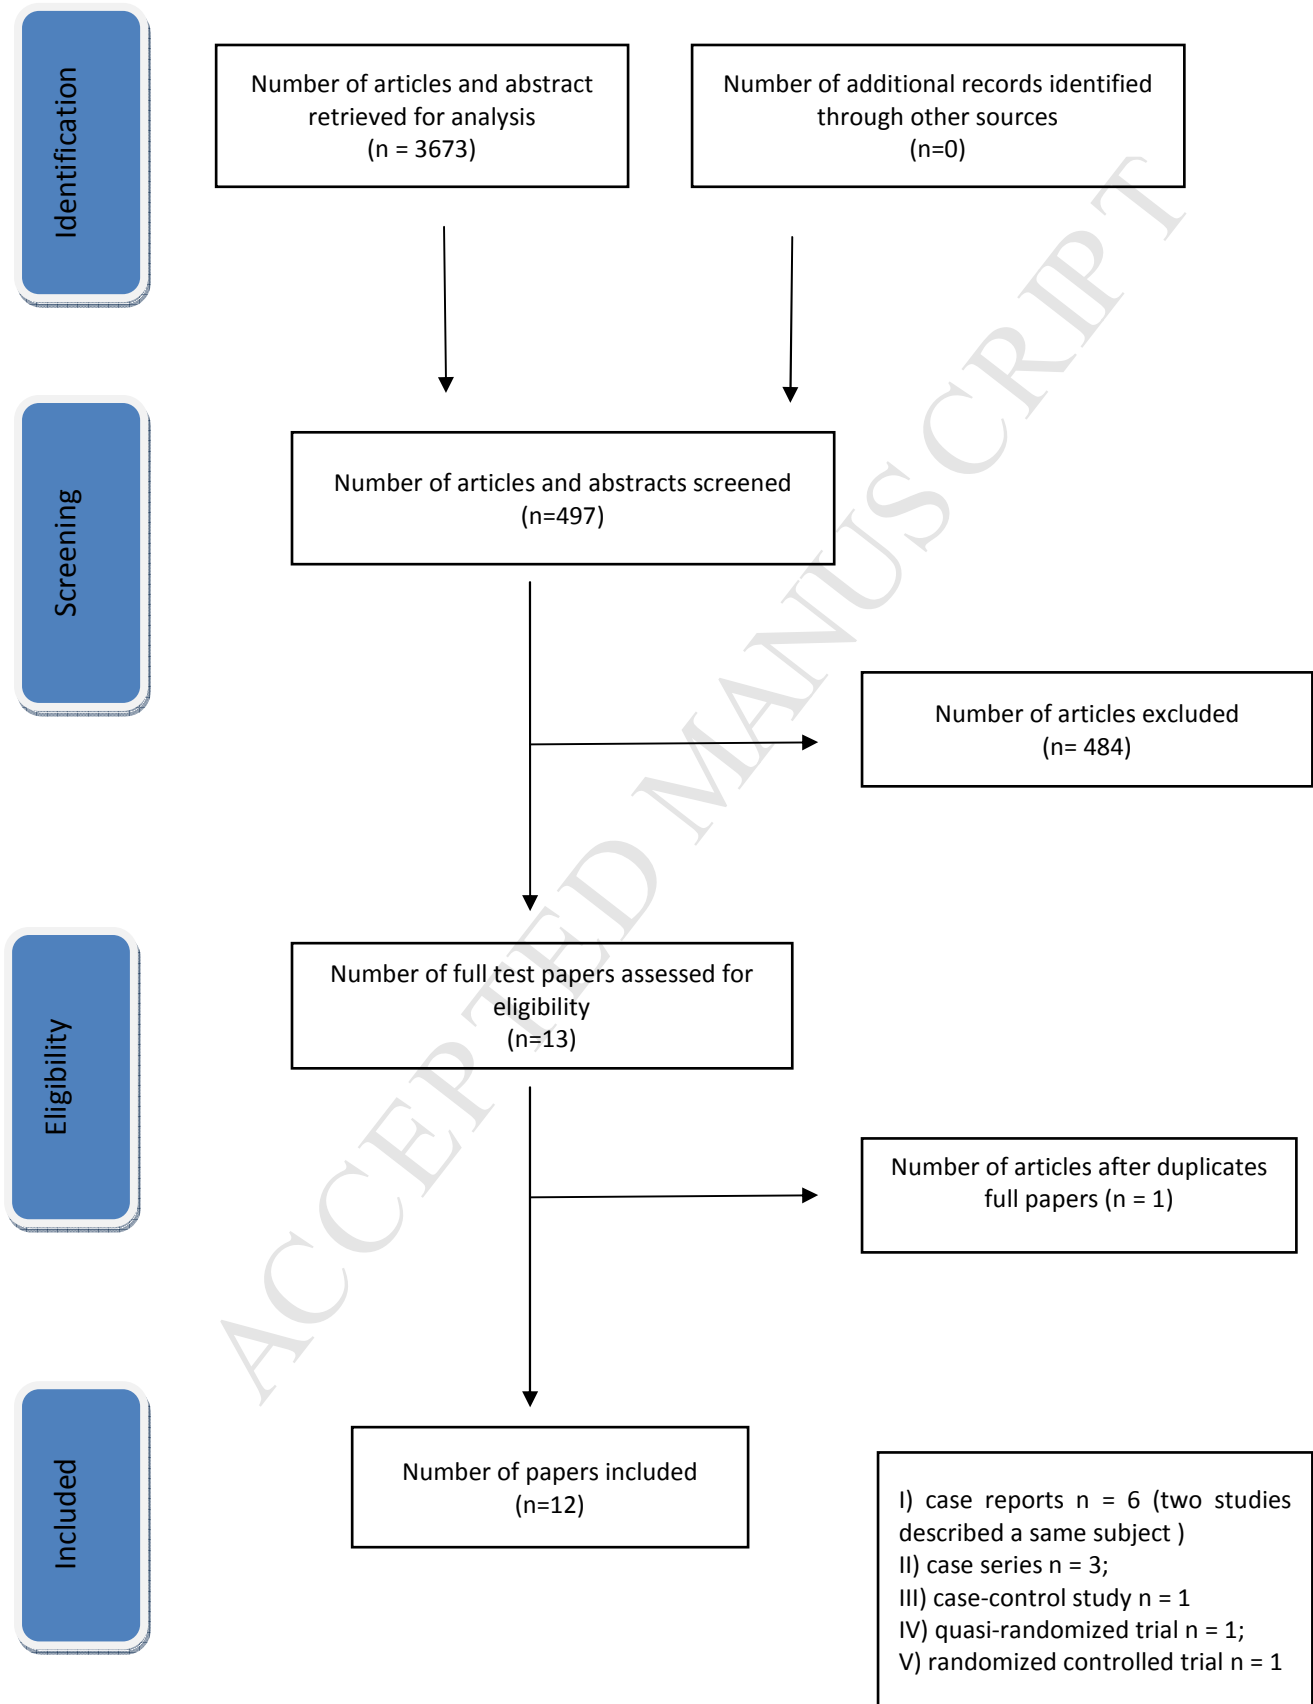 Identification
Number of articles and abstract
retrieved for analysis
(n = 3673)
Number of additional records identified
through other sources
(n=0)
Screening
Number of articles and abstracts screened
(n=497)
Number of articles excluded
(n= 484)
Eligibility
Number of full test papers assessed for
eligibility
(n=13)
Number of articles after duplicates
full papers (n = 1)
Included
Number of papers included
(n=12)
I) case reports n = 6 (two studies
described a same subject )
II) case series n = 3;
III) case-control study n = 1
IV) quasi-randomized trial n = 1;
V) randomized controlled trial n = 1
ACCEPTED MANUSCRIPT